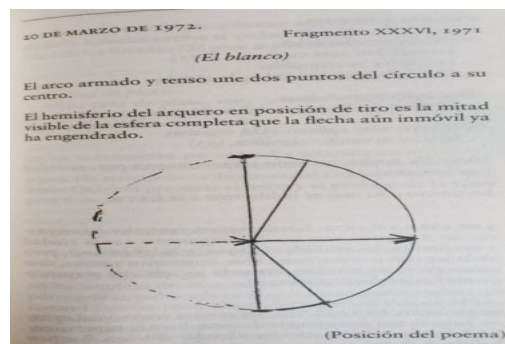 20 DE MARZO DE 1972.
Fragmento XXXVI, 1971
(El blanco)
El arco armado y tenso une dos puntos del círculo a su
centro.
El hemisferio del arquero en posición de tiro es la mitad
visible de la esfera completa que la flecha aún inmóvil ya
ha engendrado.
(Posición del poema)